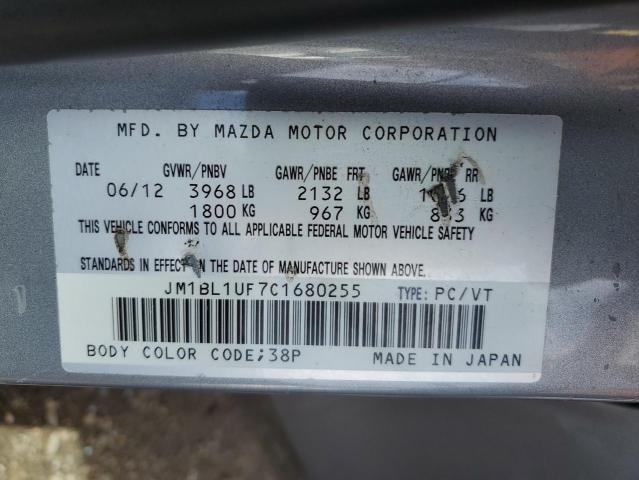 MFD. BY MAZDA MOTOR CORPORATION
DATE GVWR/PNBV GAWR/PNBE FRT GAWR/PNBE RR
06/12 3968 LB 2132 LB LB
1800 KG 967 KG KG
THIS VEHICLE CONFORMS TO ALL APPLICABLE FEDERAL MOTOR VEHICLE SAFETY
STANDARDS IN EFFECT ON THE DATE OF MANUFACTURE SHOWN ABOVE.
JM1BL1UF7C1680255 TYPE: PC/VT
BODY COLOR CODE;38P MADE IN JAPAN